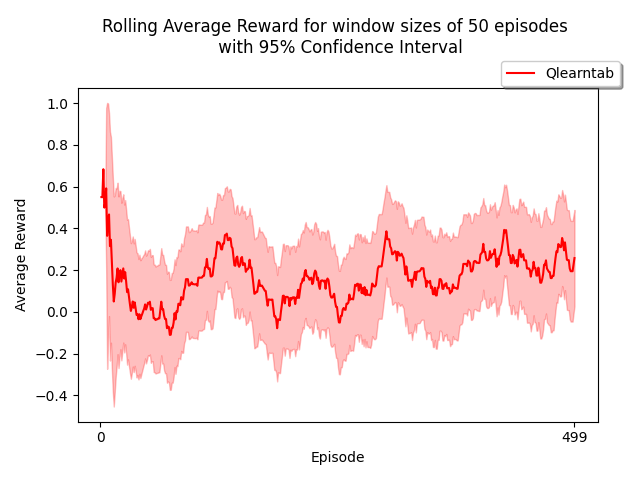 Rolling Average Reward for window sizes of 50 episodes
with 95% Confidence Interval
Qlearntab
1.0
0.8
0.6
0.4
0.2
0.0
−0.2
−0.4
Average Reward
0
499
Episode